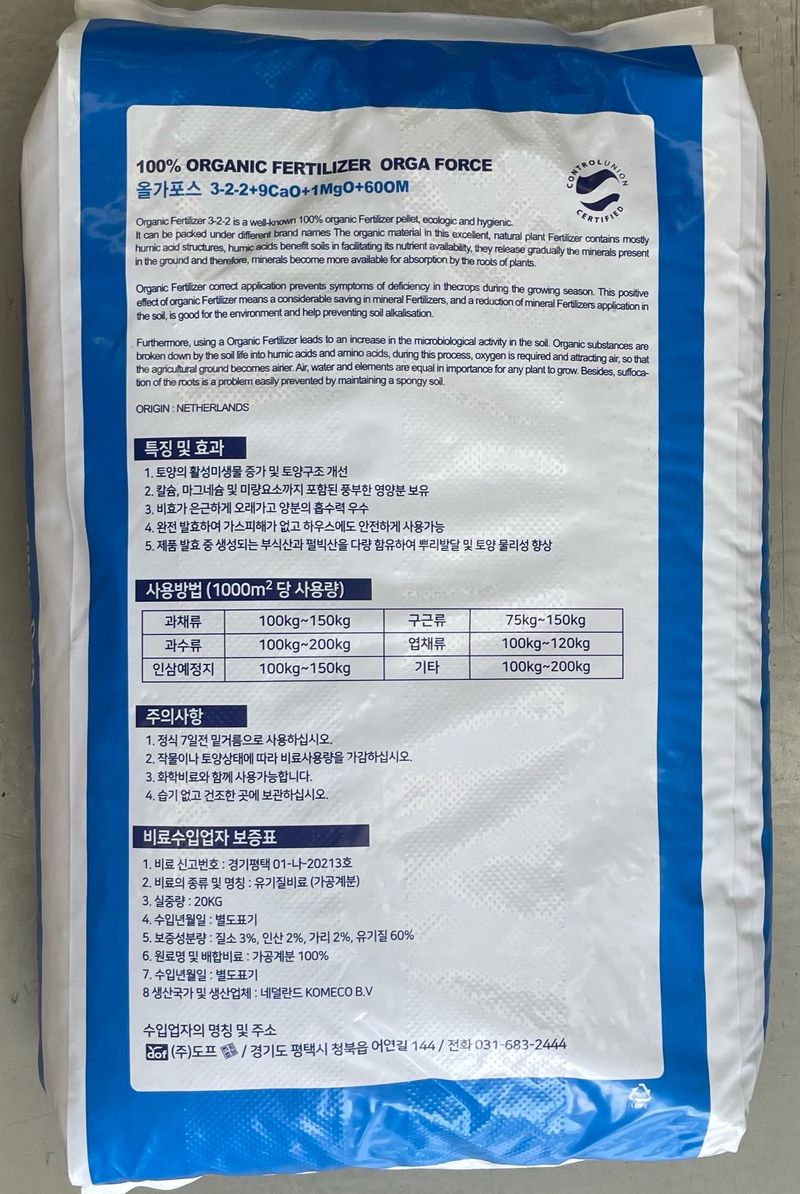 100% ORGANIC FERTILIZER ORGA FORCE
올가포스 3-2-2+9CaO+1MgO+60OM
CONTROLUNION
CERTIFIED
Organic Fertilizer 3-2-2 is a well-known 100% organic Fertilizer pellet, ecologic and hygienic.
It can be packed under different brand names The organic material in this excellent, natural plant Fertilizer contains mostly
humic acid structures, humic acids benefit soils in facilitating its nutrient availability, they release gradually the minerals present
in the ground and therefore, minerals become more available for absorption by the roots of plants.
Organic Fertilizer correct application prevents symptoms of deficiency in thecrops during the growing season. This positive
effect of organic Fertilizer means a considerable saving in mineral Fertilizers, and a reduction of mineral Fertilizers application in
the soil, is good for the environment and help preventing soil alkalisation.
Furthermore, using a Organic Fertilizer leads to an increase in the microbiological activity in the soil. Organic substances are
broken down by the soil life into humic acids and amino acids, during this process, oxygen is required and attracting air, so that
the agricultural ground becomes airier. Air, water and elements are equal in importance for any plant to grow. Besides, suffoca-
tion of the roots is a problem easily prevented by maintaining a spongy soil.
ORIGIN : NETHERLANDS
특징 및 효과
1. 토양의 활성미생물 증가 및 토양구조 개선
2. 칼슘, 마그네슘 및 미량요소까지 포함된 풍부한 영양분 보유
3. 비효가 은근하게 오래가고 양분의 흡수력 우수
4. 완전 발효하여 가스피해가 없고 하우스에도 안전하게 사용가능
5. 제품 발효 중 생성되는 부식산과 펄빅산을 다량 함유하여 뿌리발달 및 토양 물리성 향상
사용방법 (1000m² 당 사용량)
과채류 100kg~150kg 구근류 75kg~150kg
과수류 100kg~200kg 엽채류 100kg~120kg
인삼예정지 100kg~150kg 기타 100kg~200kg
주의사항
1. 정식 7일전 밑거름으로 사용하십시오.
2. 작물이나 토양상태에 따라 비료사용량을 가감하십시오.
3. 화학비료와 함께 사용가능합니다.
4. 습기 없고 건조한 곳에 보관하십시오.
비료수입업자 보증표
1. 비료 신고번호 : 경기평택 01-나-20213호
2. 비료의 종류 및 명칭 : 유기질비료 (가공계분)
3. 실중량 : 20KG
4. 수입년월일 : 별도표기
5. 보증성분량 : 질소 3%, 인산 2%, 가리 2%, 유기질 60%
6. 원료명 및 배합비료 : 가공계분 100%
7. 수입년월일 : 별도표기
8 생산국가 및 생산업체 : 네덜란드 KOMECO B.V
수입업자의 명칭 및 주소
dof (주)도프 / 경기도 평택시 청북읍 어연길 144 / 전화 031-683-2444
LDPE